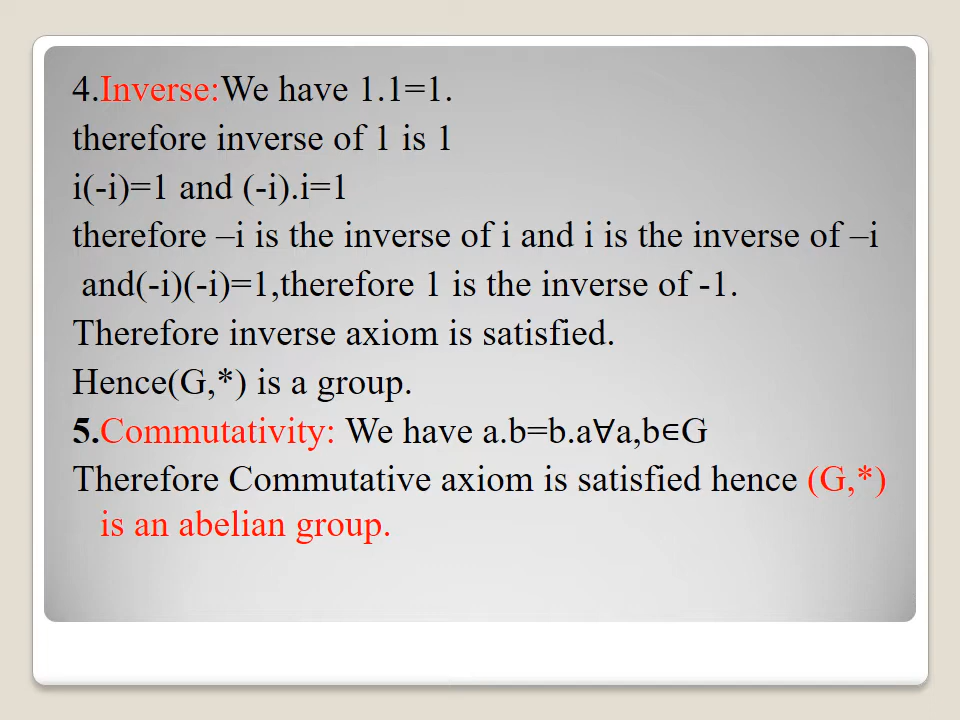 4.Inverse:We have 1.1=1.
therefore inverse of 1 is 1
i(-i)=1 and (-i).i=1
therefore –i is the inverse of i and i is the inverse of –i
and(-i)(-i)=1,therefore 1 is the inverse of -1.
Therefore inverse axiom is satisfied.
Hence(G,*) is a group.
5.Commutativity: We have a.b=b.a∀a,b∈G
Therefore Commutative axiom is satisfied hence (G,*)
is an abelian group.